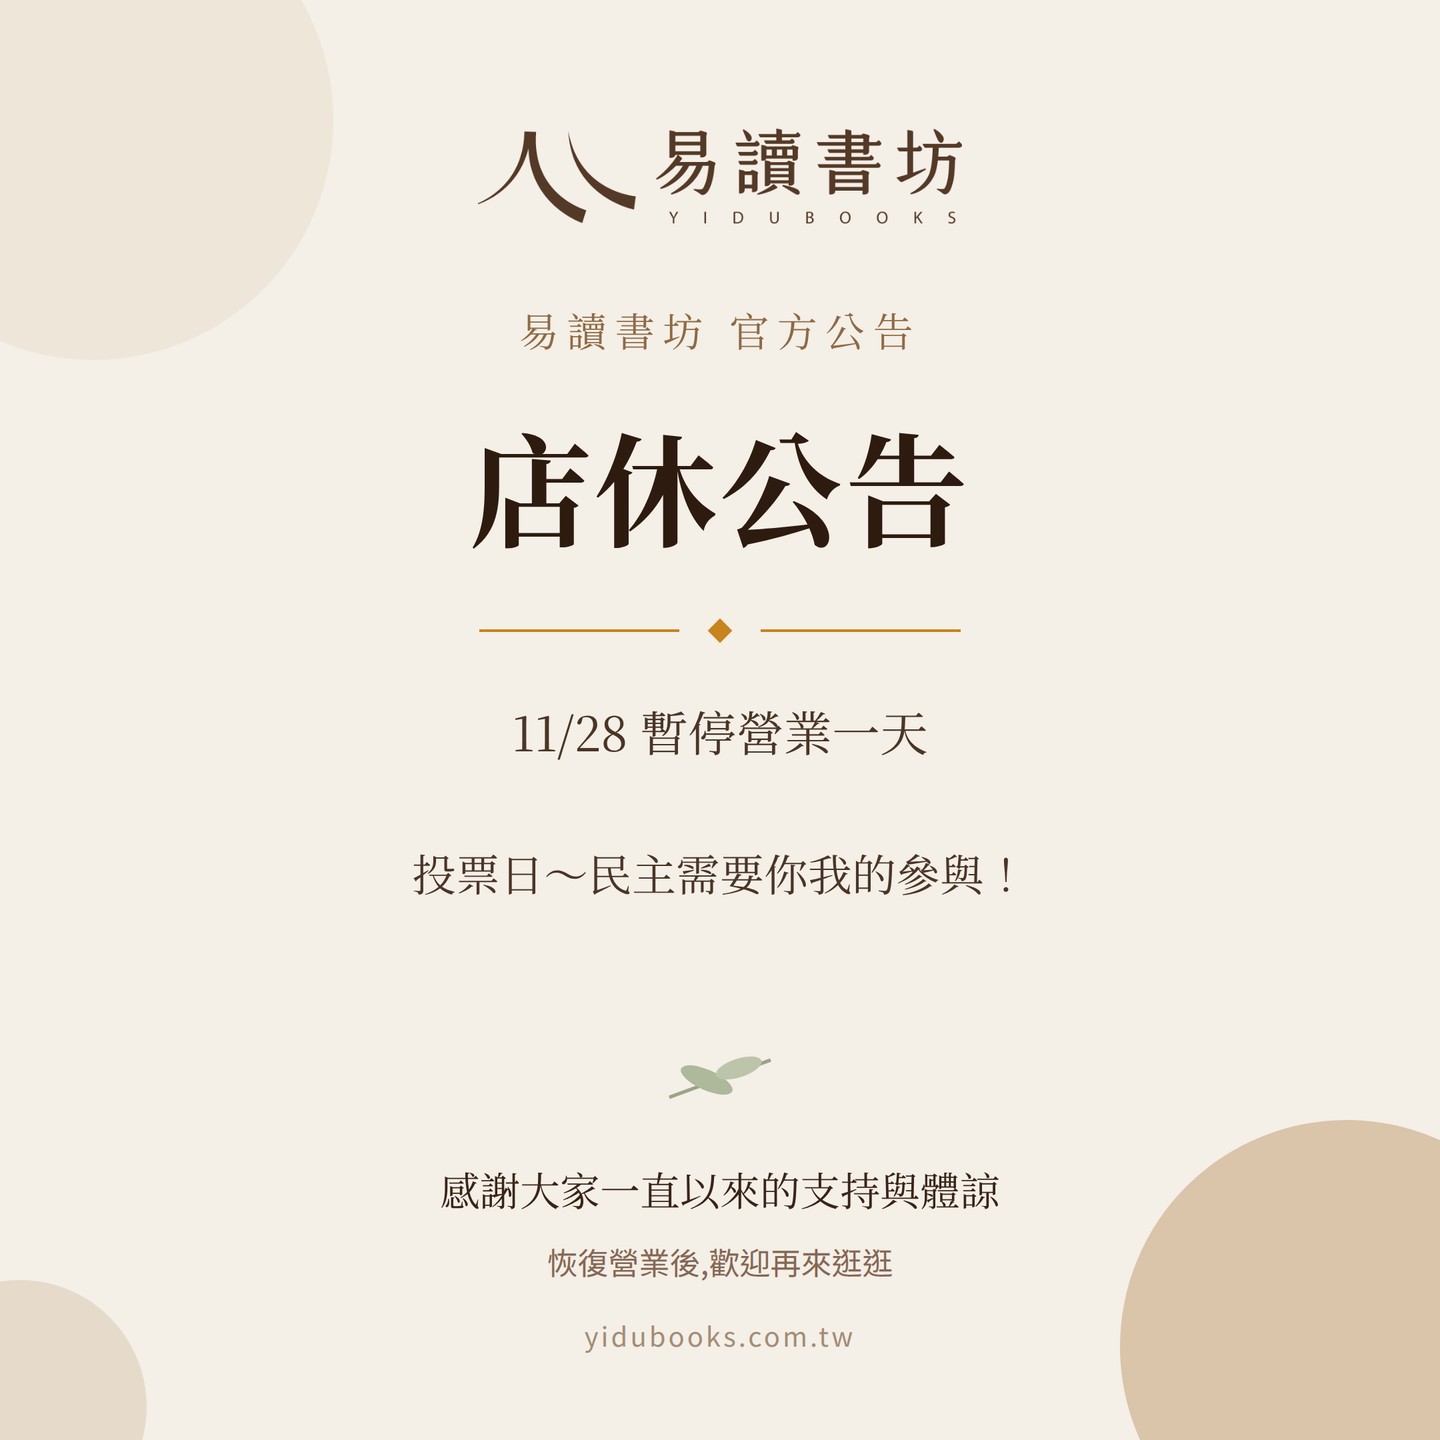 易讀書坊
YIDUBOOKS
易讀書坊 官方公告
店休公告
11/28 暫停營業一天
投票日～民主需要你我的參與！
感謝大家一直以來的支持與體諒
恢復營業後,歡迎再來逛逛
yidubooks.com.tw